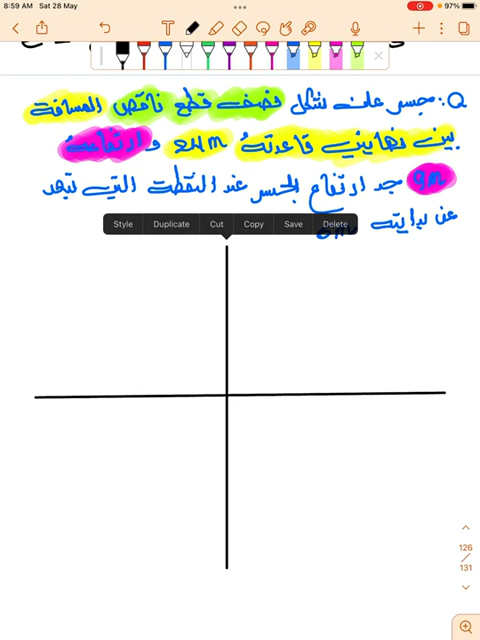 8:59 AM Sat 28 May
97%
Q: جسر على شكل نصف قطع ناقص المسافة
بين نهايتي قاعدته 24m وارتفاعه
9m جد ارتفاع الجسر عند النقطة التي تبعد
عن بدايته
Style Duplicate Cut Copy Save Delete
126
131